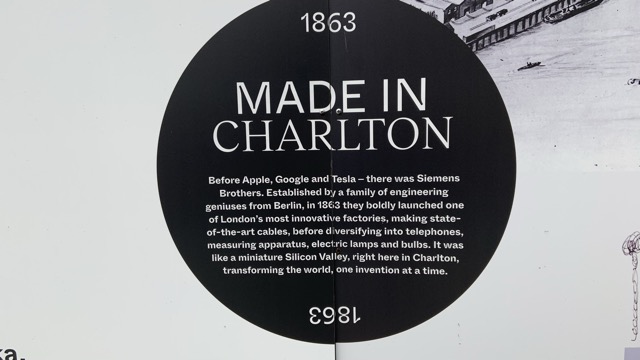 1863
MADE IN
CHARLTON
Before Apple, Google and Tesla – there was Siemens
Brothers. Established by a family of engineering
geniuses from Berlin, in 1863 they boldly launched one
of London's most innovative factories, making state-
of-the-art cables, before diversifying into telephones,
measuring apparatus, electric lamps and bulbs. It was
like a miniature Silicon Valley, right here in Charlton,
transforming the world, one invention at a time.
1863